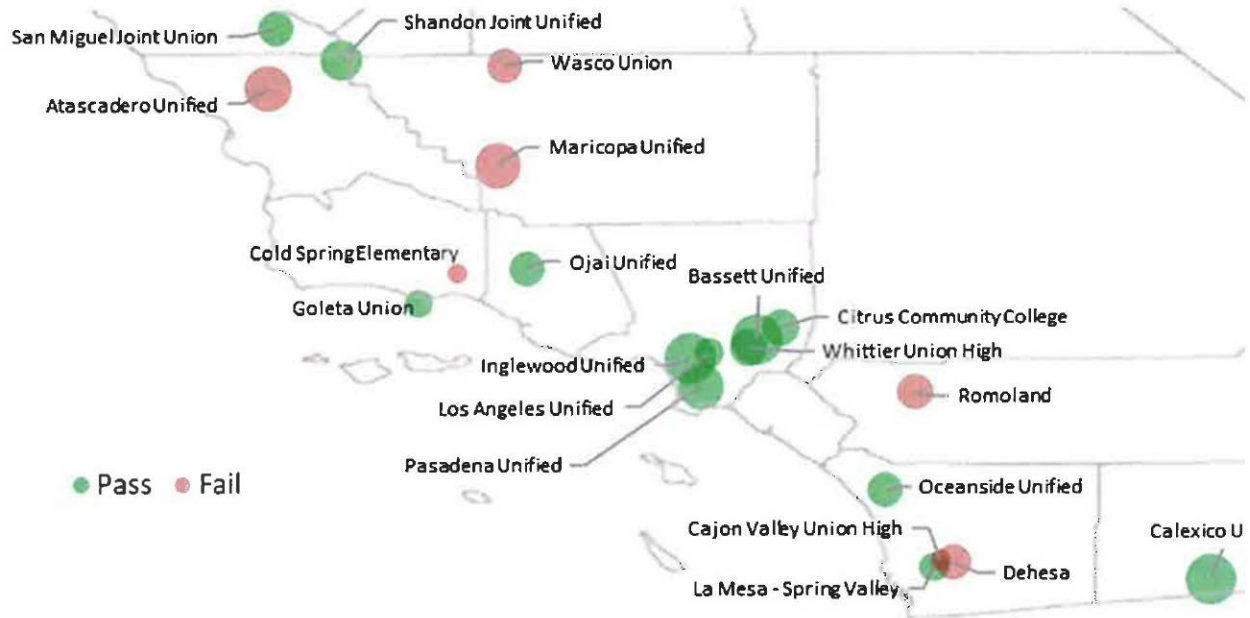 San Miguel Joint Union
Shandon Joint Unified
Wasco Union
Atascadero Unified
Maricopa Unified
Cold Spring Elementary
Ojai Unified
Bassett Unified
Goleta Union
Citrus Community College
Whittier Union High
Inglewood Unified
Romoland
Los Angeles Unified
Pasadena Unified
Pass
Fail
Oceanside Unified
Cajon Valley Union High
Calexico U
Dehesa
La Mesa - Spring Valley